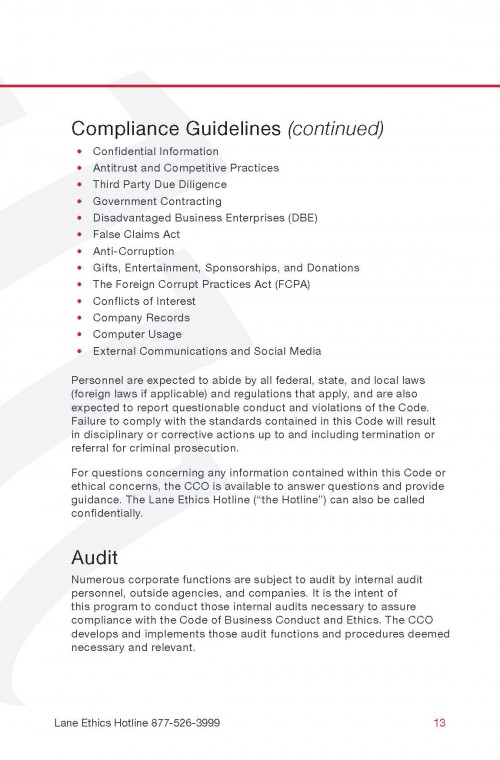 Compliance Guidelines (continued)
• Confidential Information
• Antitrust and Competitive Practices
• Third Party Due Diligence
• Government Contracting
• Disadvantaged Business Enterprises (DBE)
• False Claims Act
• Anti-Corruption
• Gifts, Entertainment, Sponsorships, and Donations
• The Foreign Corrupt Practices Act (FCPA)
• Conflicts of Interest
• Company Records
• Computer Usage
• External Communications and Social Media
Personnel are expected to abide by all federal, state, and local laws
(foreign laws if applicable) and regulations that apply, and are also
expected to report questionable conduct and violations of the Code.
Failure to comply with the standards contained in this Code will result
in disciplinary or corrective actions up to and including termination or
referral for criminal prosecution.
For questions concerning any information contained within this Code or
ethical concerns, the CCO is available to answer questions and provide
guidance. The Lane Ethics Hotline (“the Hotline”) can also be called
confidentially.
Audit
Numerous corporate functions are subject to audit by internal audit
personnel, outside agencies, and companies. It is the intent of
this program to conduct those internal audits necessary to assure
compliance with the Code of Business Conduct and Ethics. The CCO
develops and implements those audit functions and procedures deemed
necessary and relevant.
Lane Ethics Hotline 877-526-3999 13